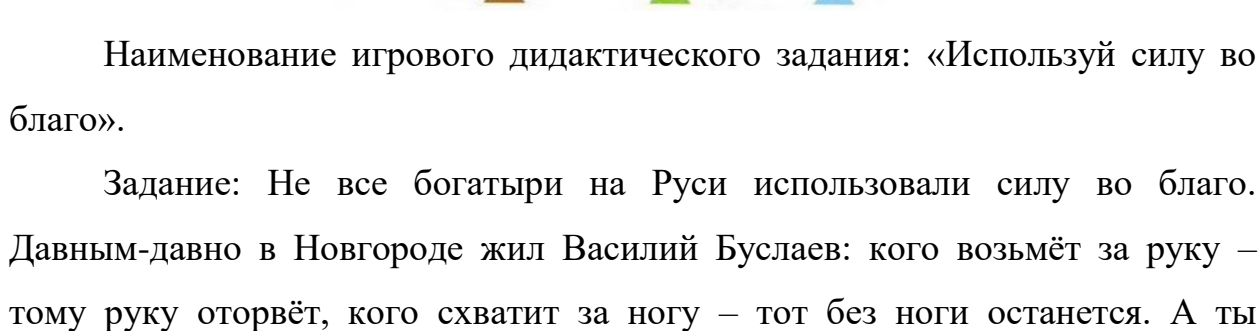 Наименование игрового дидактического задания: «Используй силу во
благо».
Задание: Не все богатыри на Руси использовали силу во благо.
Давным-давно в Новгороде жил Василий Буслаев: кого возьмёт за руку –
тому руку оторвёт, кого схватит за ногу – тот без ноги останется. А ты